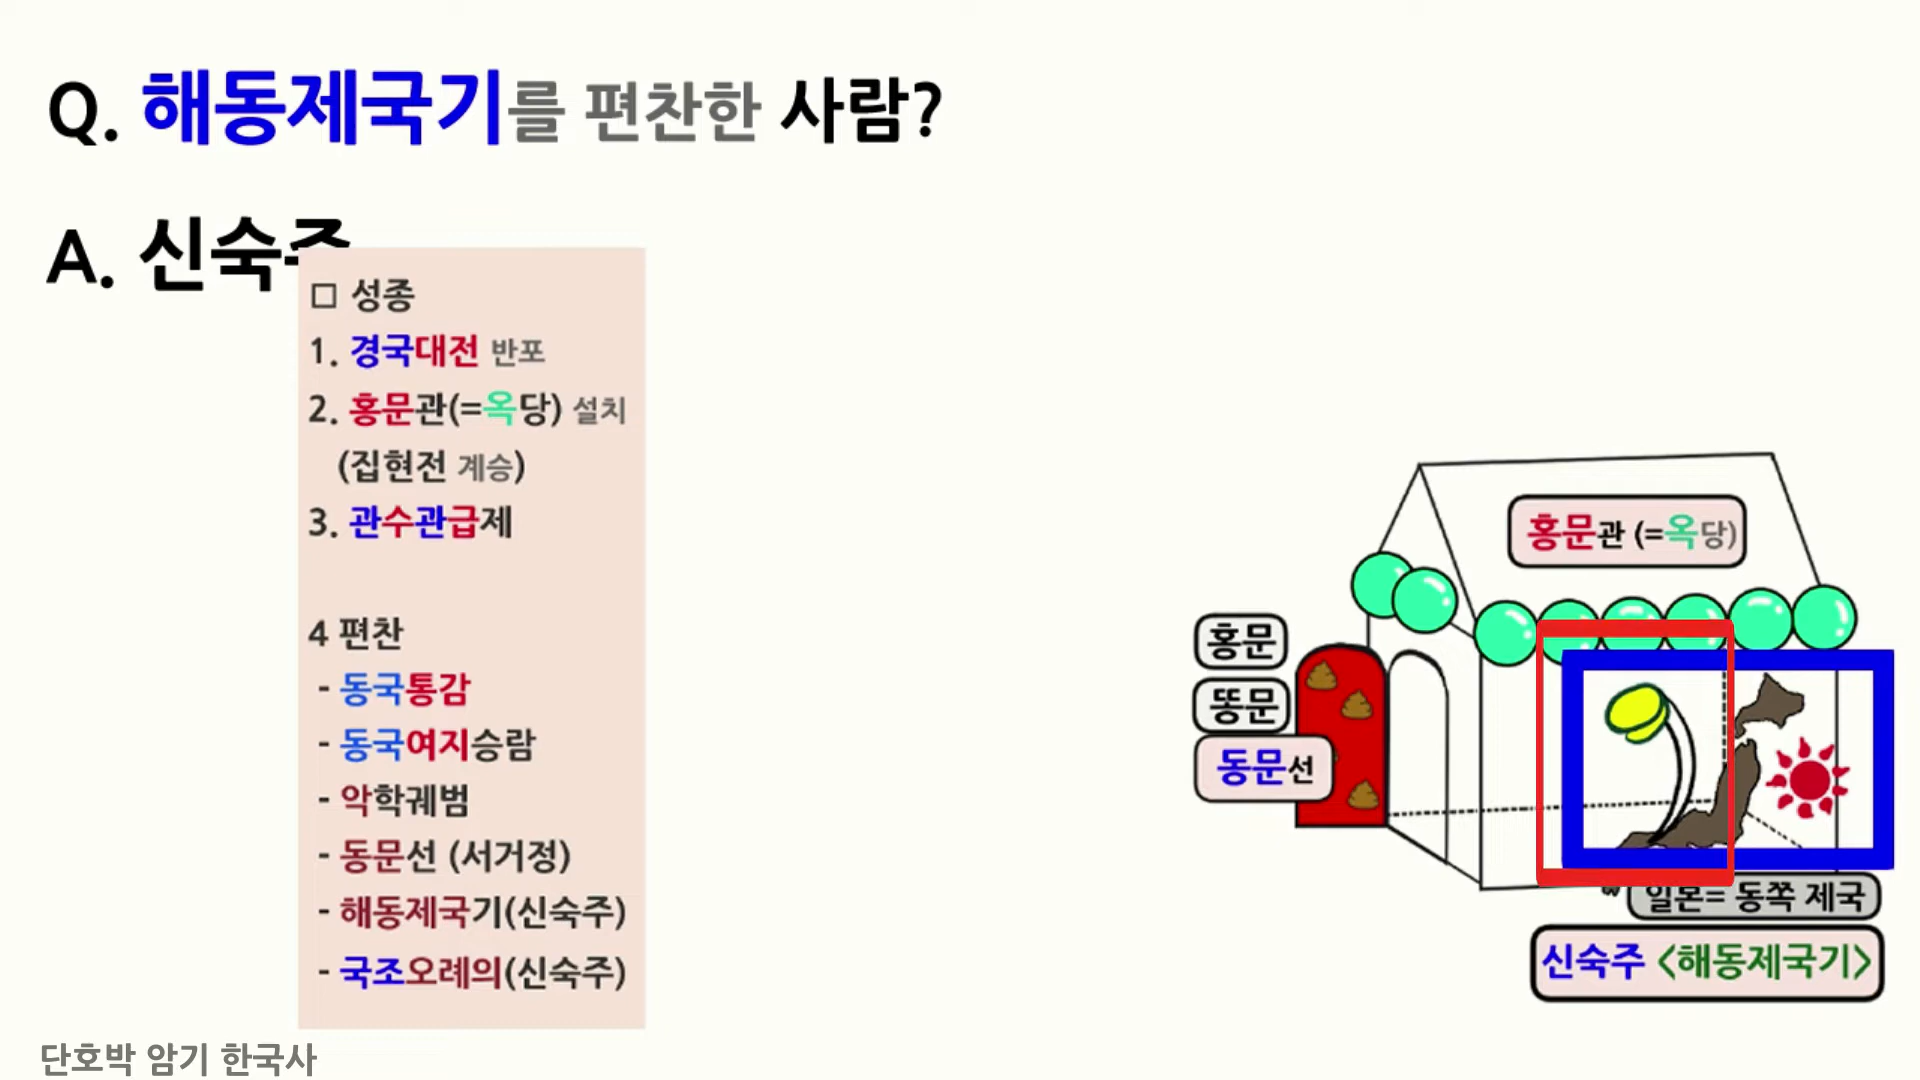 Q. 해동제국기를 편찬한 사람?
A. 신숙주
□ 성종
1. 경국대전 반포
2. 홍문관(=옥당) 설치
(집현전 계승)
3. 관수관급제
4 편찬
- 동국통감
- 동국여지승람
- 악학궤범
- 동문선 (서거정)
- 해동제국기(신숙주)
- 국조오례의(신숙주)
홍문관 (=옥당)
홍문
똥문
동문선
일본= 동쪽 제국
신숙주 <해동제국기>
단호박 암기 한국사